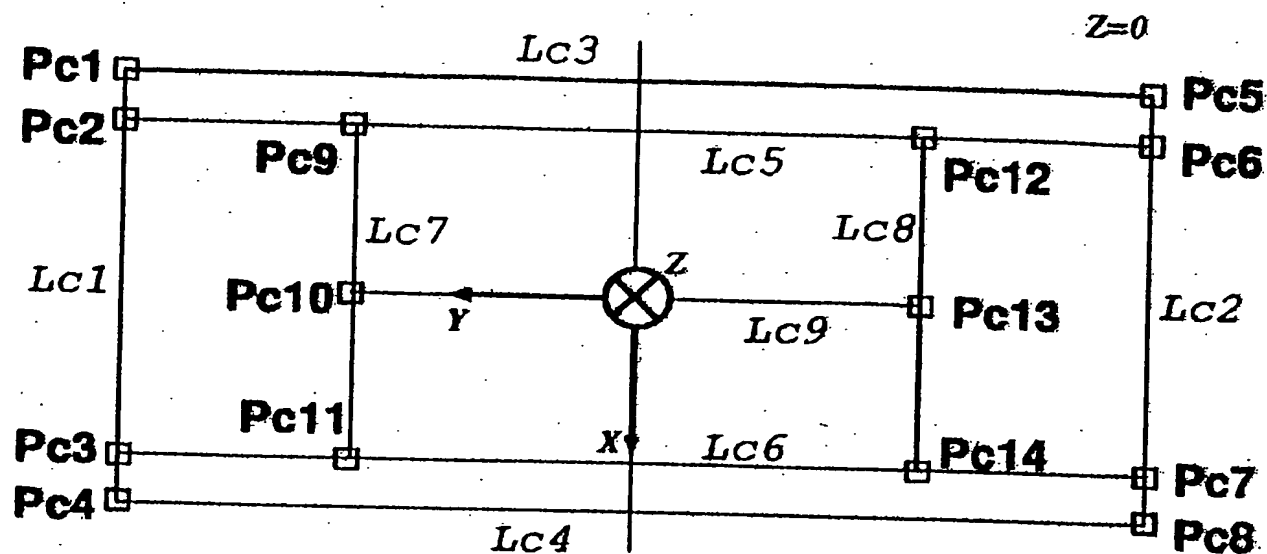 Z=0
Lc3
Pc1
Pc5
Pc2
Pc9
Lc5
Pc12
Pc6
Lc7
Lc8
Z
Lc1
Pc10
Y
Lc9
Pc13
Lc2
Pc11
X
Lc6
Pc14
Pc3
Pc7
Pc4
Lc4
Pc8